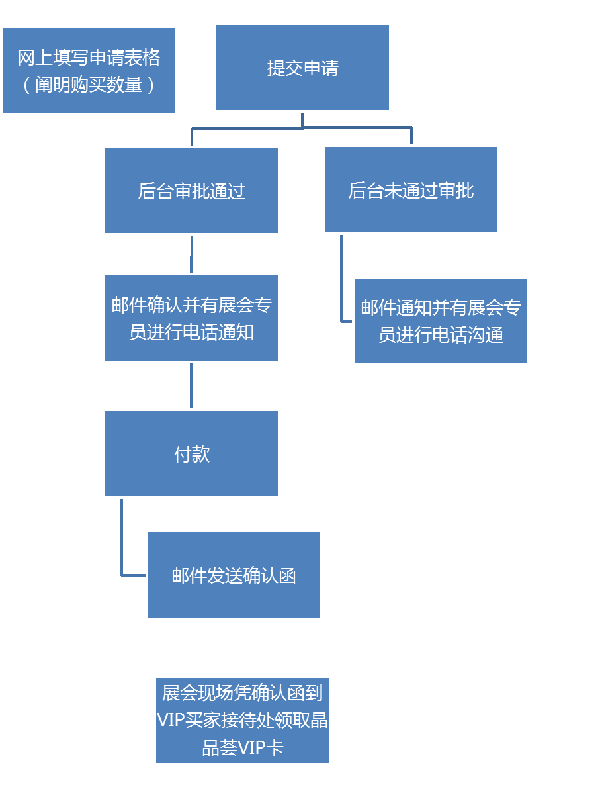 网上填写申请表格
（阐明购买数量）
提交申请
后台审批通过
后台未通过审批
邮件确认并有展会专
员进行电话通知
邮件通知并有展会专
员进行电话沟通
付款
邮件发送确认函
展会现场凭确认函到
VIP买家接待处领取晶
品荟VIP卡